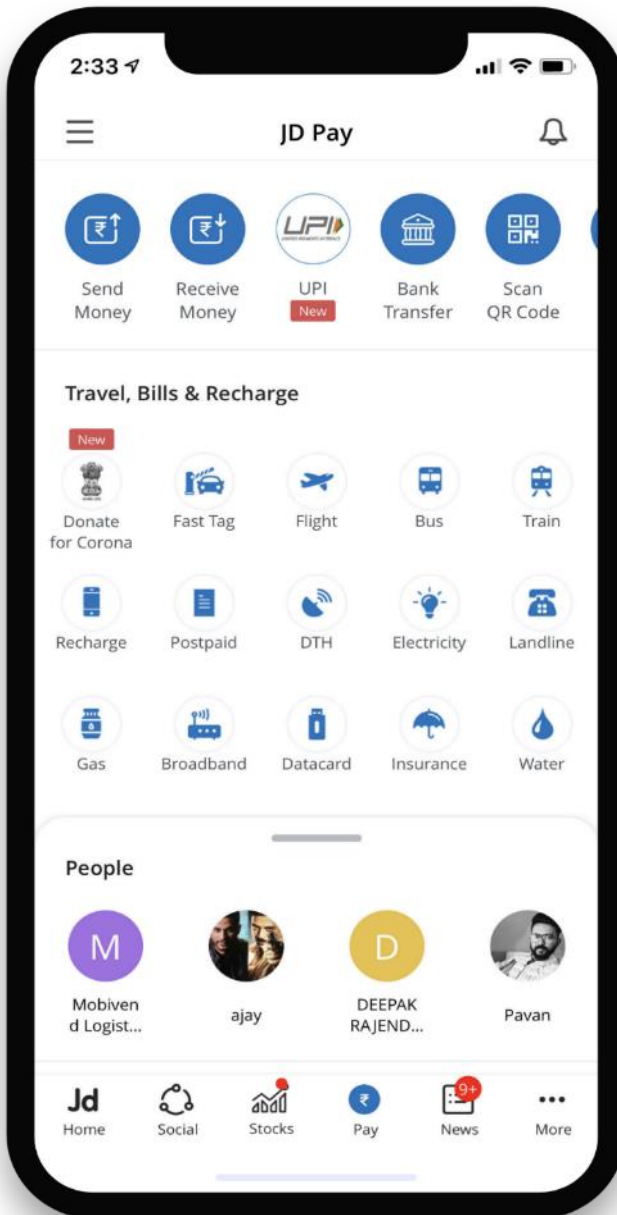 2:33
JD Pay
Send
Money
Receive
Money
UPI
UPI
New
Bank
Transfer
Scan
QR Code
Travel, Bills & Recharge
New
Donate
for Corona
Fast Tag
Flight
Bus
Train
Recharge
Postpaid
DTH
Electricity
Landline
Gas
Broadband
Datacard
Insurance
Water
People
M
Mobiven
d Logist...
ajay
D
DEEPAK
RAJEND...
Pavan
Jd
Home
Social
Stocks
₹
Pay
9+
News
More